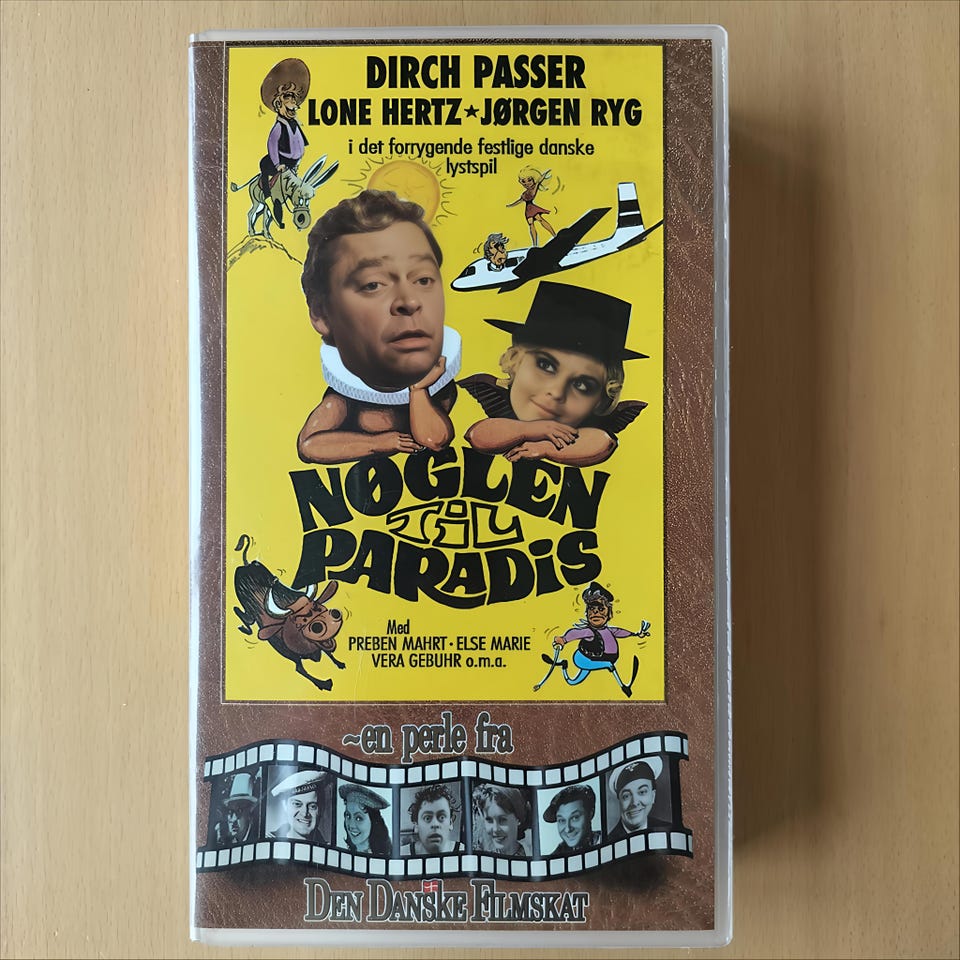 DIRCH PASSER
LONE HERTZ★JØRGEN RYG
i det forrygende festlige danske
lystspil
NØGLEN
TIL
PARADiS
Med
PREBEN MAHRT · ELSE MARIE
VERA GEBUHR o.m.a.
~en perle fra
DEN DANSKE FILMSKAT